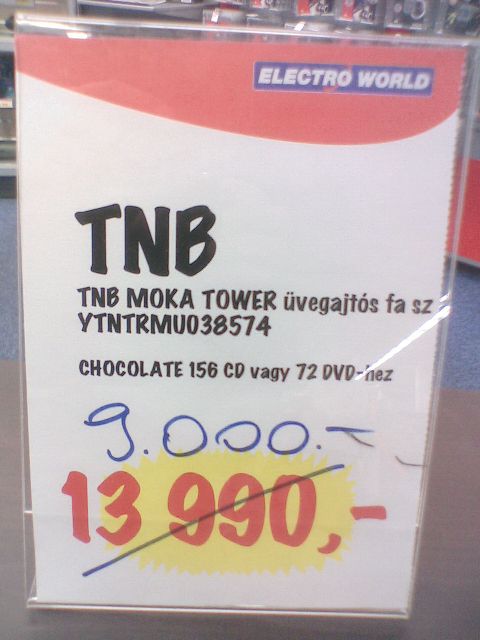 ELECTRO WORLD
TNB
TNB MOKA TOWER üvegajtós fa sz
YTNTRMU038574
CHOCOLATE 156 CD vagy 72 DVD-hez
9.000.-
13 990,-